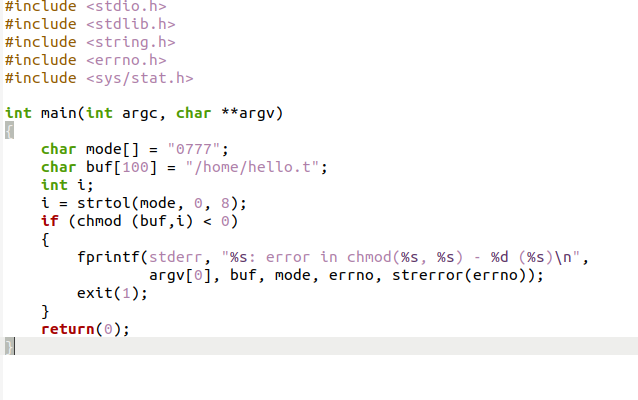 #include <stdio.h>
#include <stdlib.h>
#include <string.h>
#include <errno.h>
#include <sys/stat.h>

int main(int argc, char **argv)
{
    char mode[] = "0777";
    char buf[100] = "/home/hello.t";
    int i;
    i = strtol(mode, 0, 8);
    if (chmod (buf,i) < 0)
    {
        fprintf(stderr, "%s: error in chmod(%s, %s) - %d (%s)\n",
                argv[0], buf, mode, errno, strerror(errno));
        exit(1);
    }
    return(0);
}